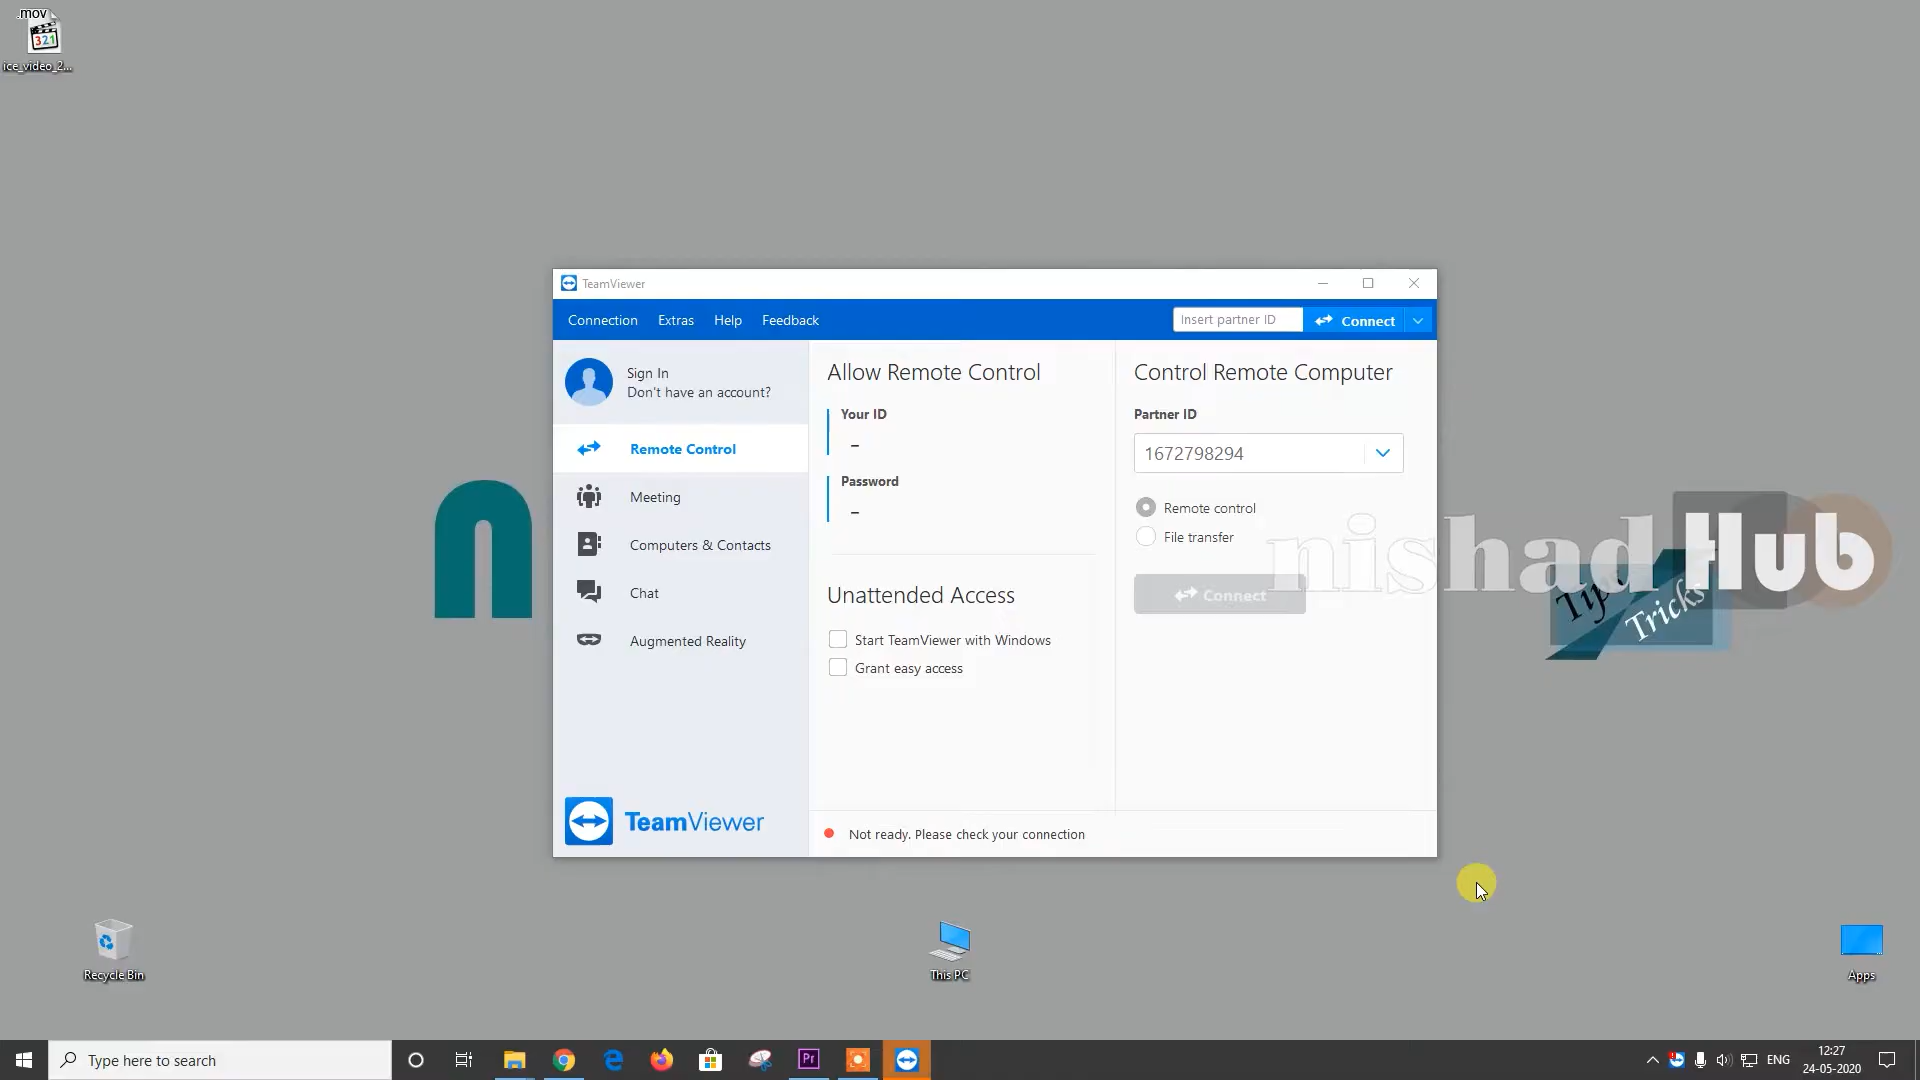 .mov
321
ice_video_2...
TeamViewer
Connection Extras Help Feedback
Insert partner ID
Connect
Sign In
Don't have an account?
Remote Control
Meeting
Computers & Contacts
Chat
Augmented Reality
TeamViewer
Allow Remote Control
Your ID
–
Password
–
Unattended Access
Start TeamViewer with Windows
Grant easy access
Control Remote Computer
Partner ID
1672798294
Remote control
File transfer
Connect
Not ready. Please check your connection
n
nishad Hub
Tips
Tricks
Recycle Bin
This PC
Apps
Type here to search
Pr
ENG
12:27
24-05-2020